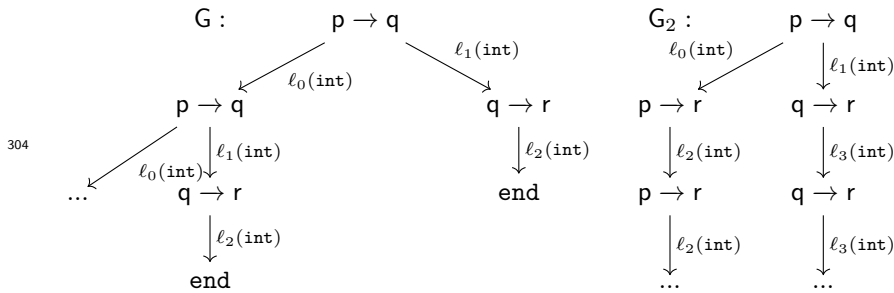 G : p → q G₂ : p → q
ℓ₀(int) ℓ₁(int) ℓ₀(int) ℓ₁(int)
p → q q → r p → r q → r
304
ℓ₀(int) ℓ₁(int) ℓ₂(int) ℓ₂(int) ℓ₃(int)
... q → r end p → r q → r
ℓ₂(int) ℓ₂(int) ℓ₃(int)
end ... ...